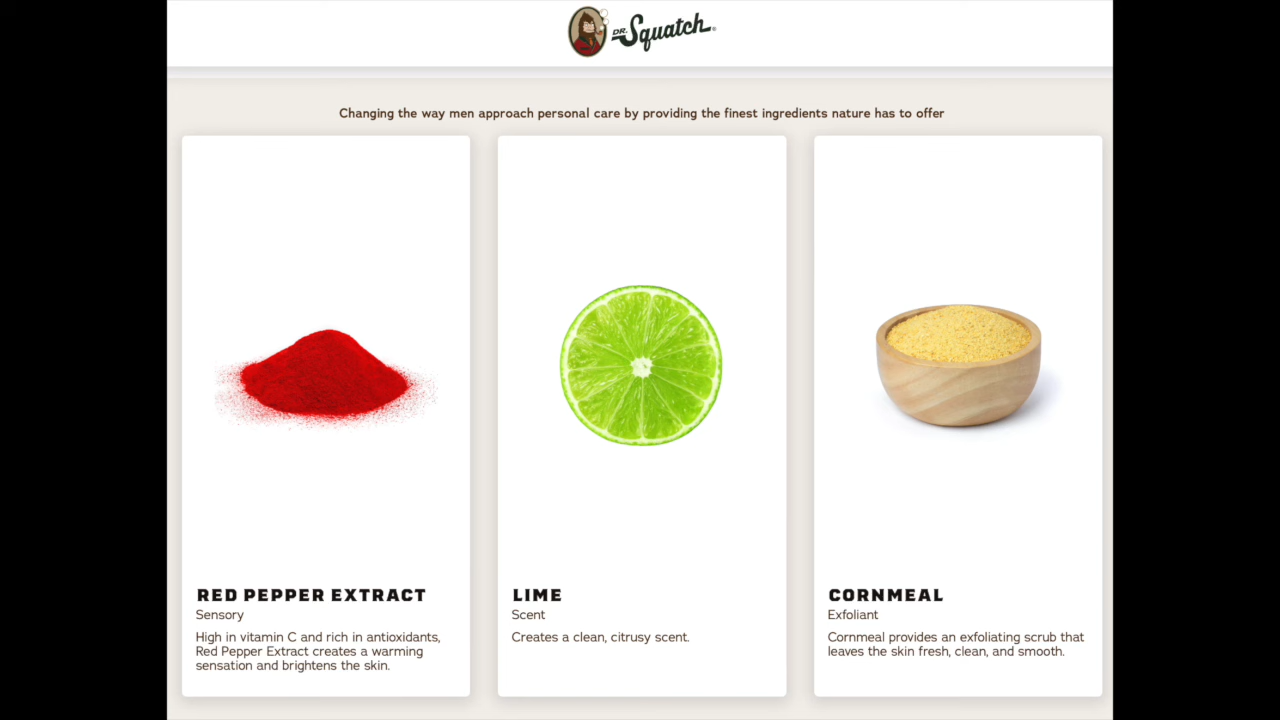 DR. Squatch®
Changing the way men approach personal care by providing the finest ingredients nature has to offer
RED PEPPER EXTRACT
Sensory
High in vitamin C and rich in antioxidants,
Red Pepper Extract creates a warming
sensation and brightens the skin.
LIME
Scent
Creates a clean, citrusy scent.
CORNMEAL
Exfoliant
Cornmeal provides an exfoliating scrub that
leaves the skin fresh, clean, and smooth.